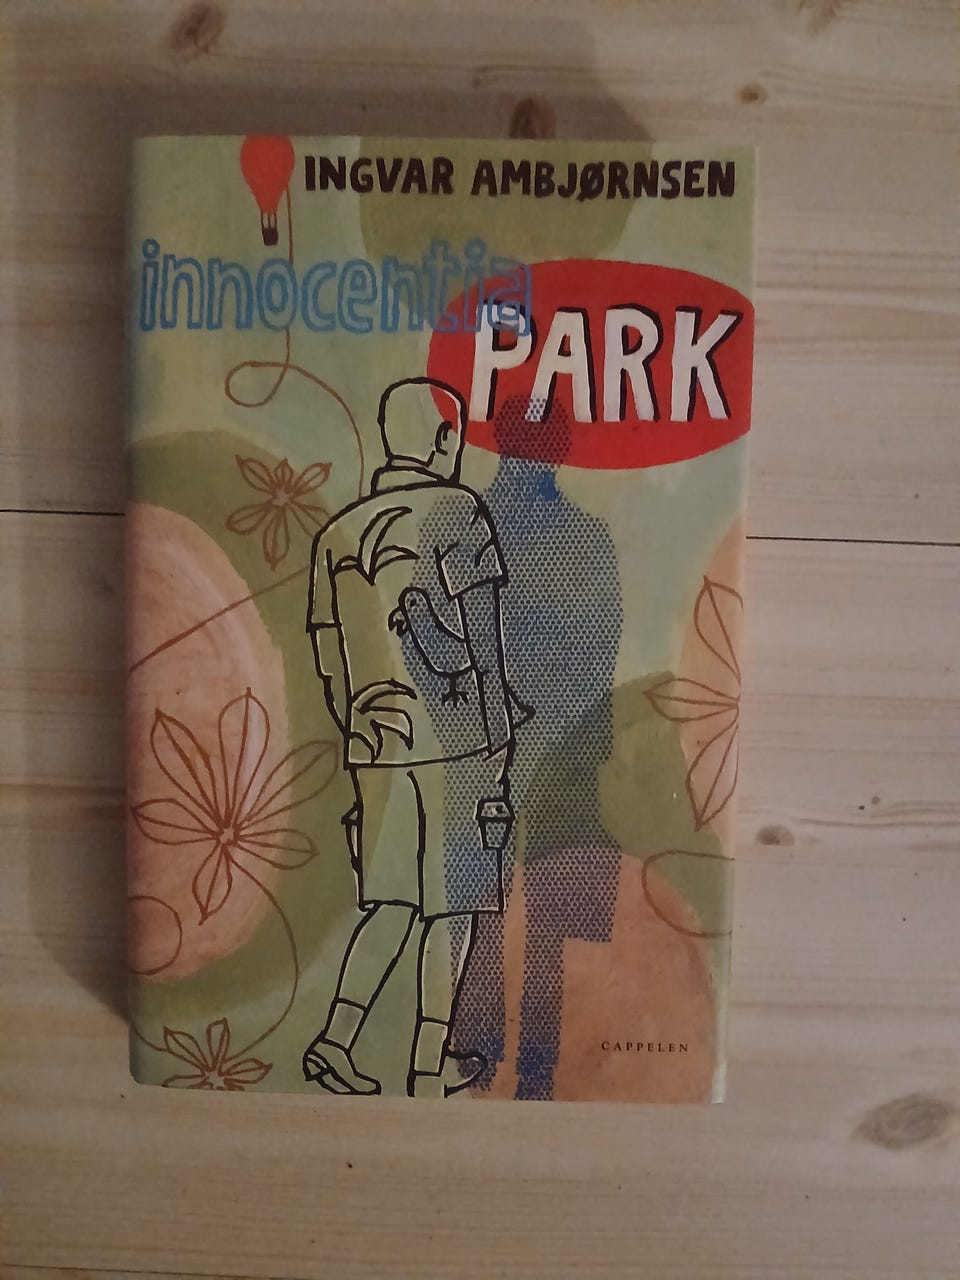 INGVAR AMBJØRNSEN
innocentia
PARK
CAPPELEN